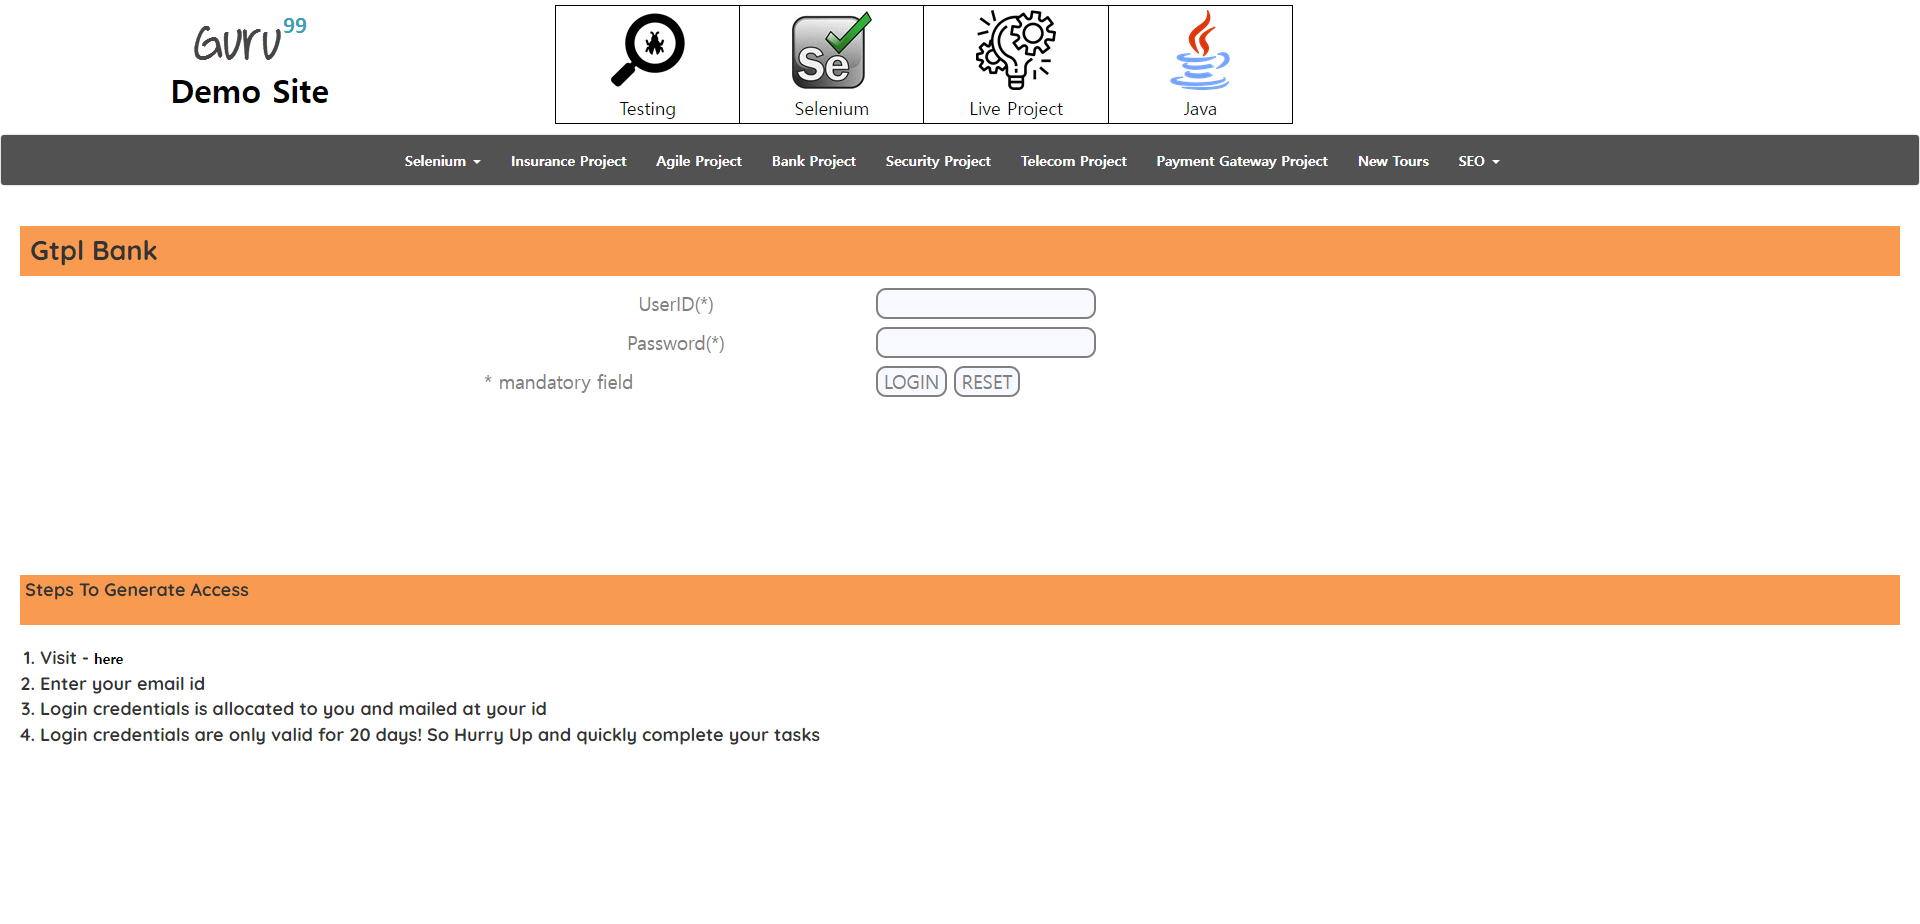 Guru99
Demo Site
Se
Testing
Selenium
Live Project
Java
Selenium
Insurance Project
Agile Project
Bank Project
Security Project
Telecom Project
Payment Gateway Project
New Tours
SEO
Gtpl Bank
UserID(*)
Password(*)
* mandatory field
LOGIN
RESET
Steps To Generate Access
1. Visit - here
2. Enter your email id
3. Login credentials is allocated to you and mailed at your id
4. Login credentials are only valid for 20 days! So Hurry Up and quickly complete your tasks